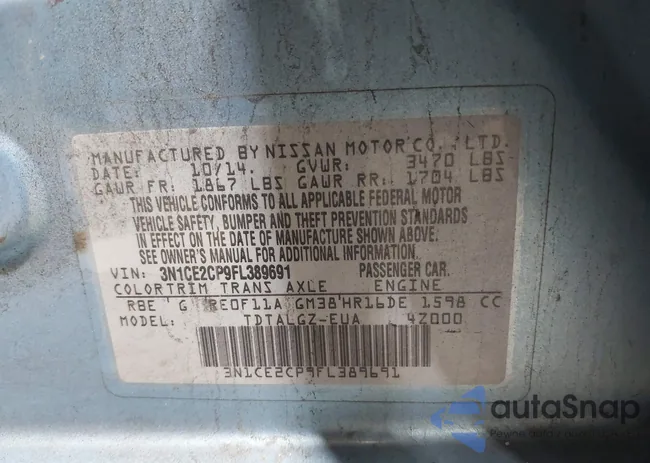 MANUFACTURED BY NISSAN MOTOR CO., LTD.
DATE: 10/14. GVWR: 3470 LBS
GAWR FR: 1867 LBS GAWR RR: 1704 LBS
THIS VEHICLE CONFORMS TO ALL APPLICABLE FEDERAL MOTOR
VEHICLE SAFETY, BUMPER AND THEFT PREVENTION STANDARDS
IN EFFECT ON THE DATE OF MANUFACTURE SHOWN ABOVE.
SEE OWNER'S MANUAL FOR ADDITIONAL INFORMATION.
VIN: 3N1CE2CP9FL389691 PASSENGER CAR.
COLOR TRIM TRANS AXLE ENGINE
RBE G RE0F11A GM38 HR16DE 1598 CC
MODEL: TDTALGZ-EUA 4Z000
3N1CE2CP9FL389691
autoSnap